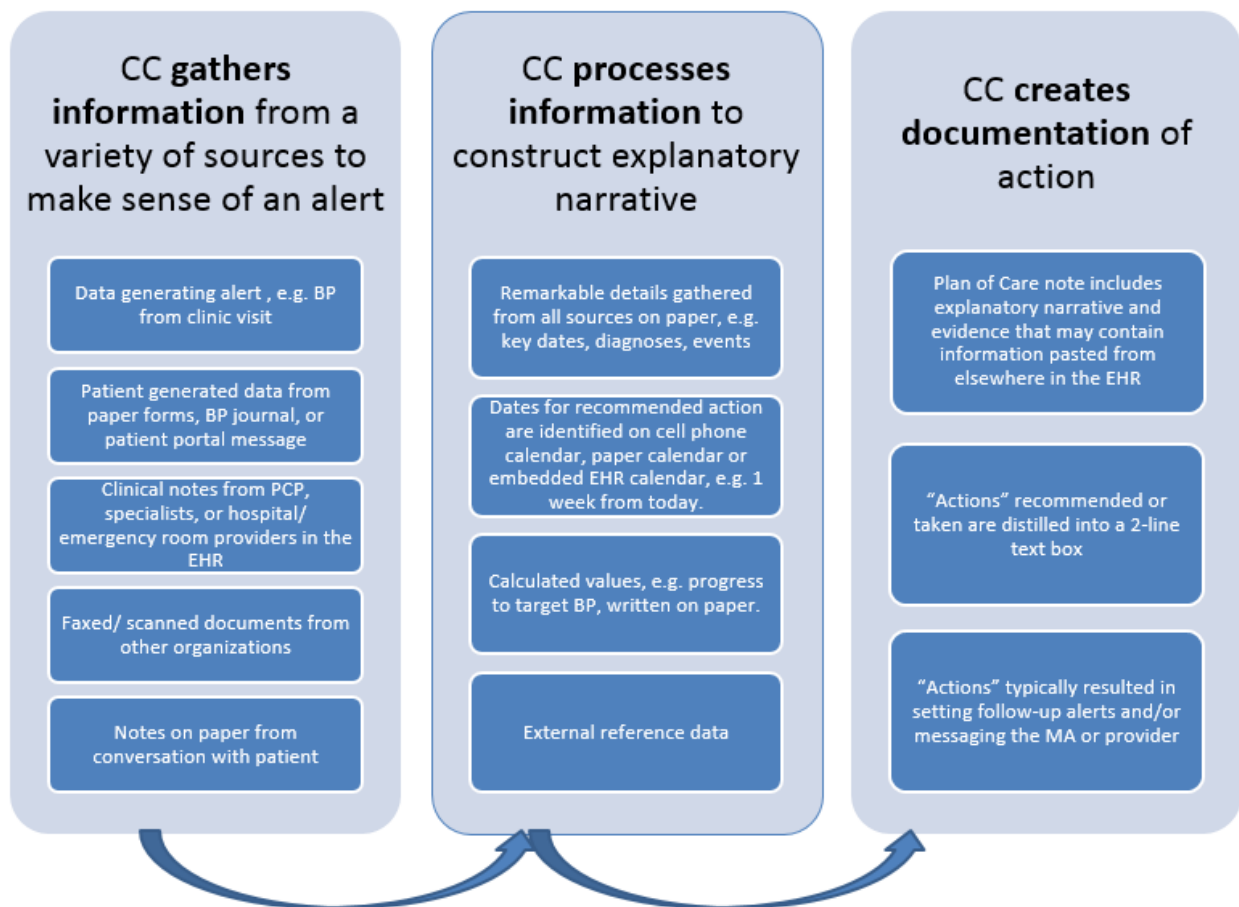 CC gathers
information from a
variety of sources to
make sense of an alert
Data generating alert , e.g. BP
from clinic visit
Patient generated data from
paper forms, BP journal, or
patient portal message
Clinical notes from PCP,
specialists, or hospital/
emergency room providers in the
EHR
Faxed/ scanned documents from
other organizations
Notes on paper from
conversation with patient
CC processes
information to
construct explanatory
narrative
Remarkable details gathered
from all sources on paper, e.g.
key dates, diagnoses, events
Dates for recommended action
are identified on cell phone
calendar, paper calendar or
embedded EHR calendar, e.g. 1
week from today.
Calculated values, e.g. progress
to target BP, written on paper.
External reference data
CC creates
documentation of
action
Plan of Care note includes
explanatory narrative and
evidence that may contain
information pasted from
elsewhere in the EHR
“Actions” recommended or
taken are distilled into a 2-line
text box
“Actions” typically resulted in
setting follow-up alerts and/or
messaging the MA or provider